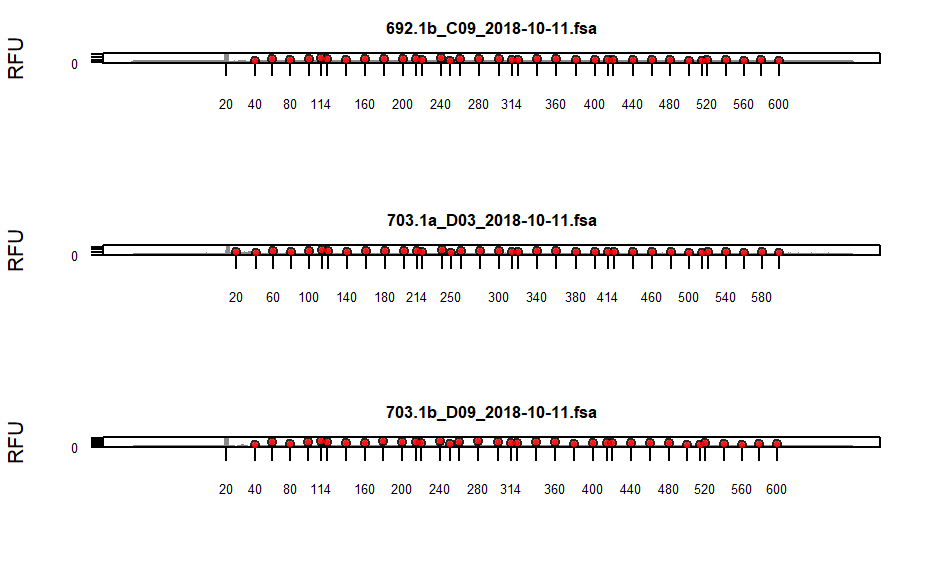 692.1b_C09_2018-10-11.fsa
RFU
0
20 40 80 114 160 200 240 280 314 360 400 440 480 520 560 600
703.1a_D03_2018-10-11.fsa
RFU
0
20 60 100 140 180 214 250 300 340 380 414 460 500 540 580
703.1b_D09_2018-10-11.fsa
RFU
0
20 40 80 114 160 200 240 280 314 360 400 440 480 520 560 600